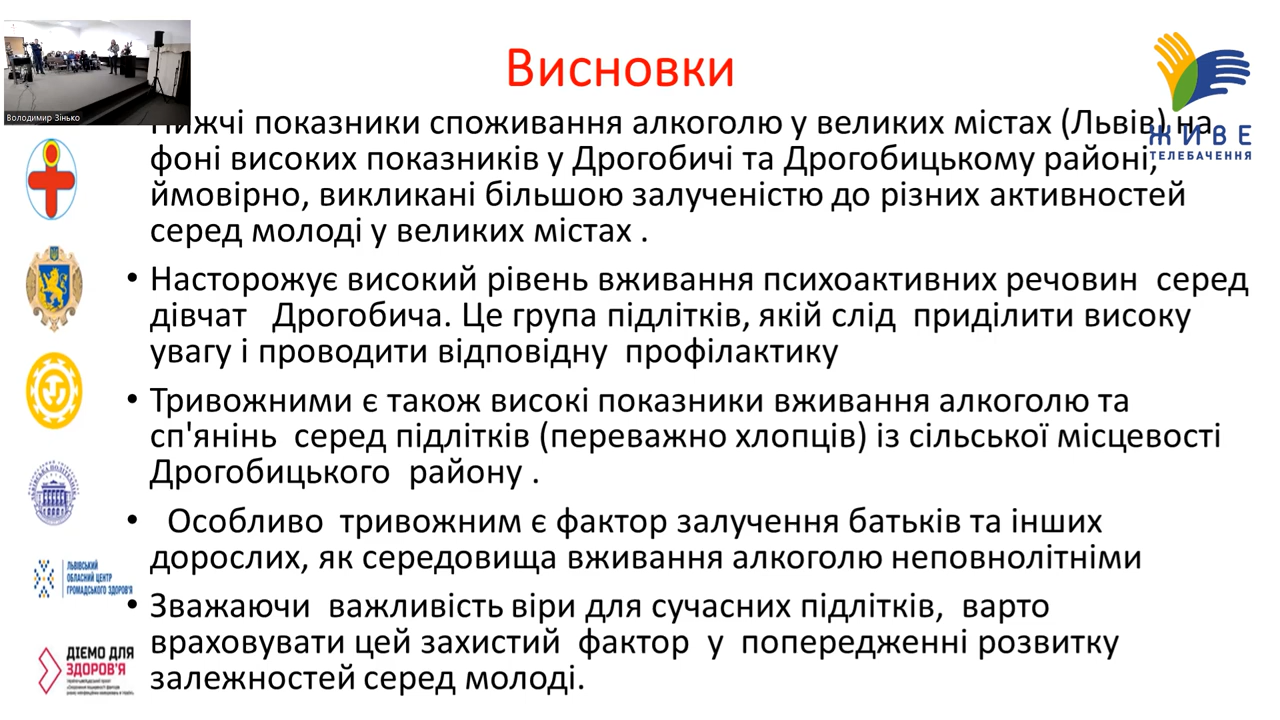 Висновки
Володимир Зінько
ЖИВЕ
ТЕЛЕБАЧЕННЯ
Нижчі показники споживання алкоголю у великих містах (Львів) на
фоні високих показників у Дрогобичі та Дрогобицькому районі,
ймовірно, викликані більшою залученістю до різних активностей
серед молоді у великих містах .
• Насторожує високий рівень вживання психоактивних речовин серед
дівчат Дрогобича. Це група підлітків, якій слід приділити високу
увагу і проводити відповідну профілактику
• Тривожними є також високі показники вживання алкоголю та
сп'янінь серед підлітків (переважно хлопців) із сільської місцевості
Дрогобицького району .
• Особливо тривожним є фактор залучення батьків та інших
дорослих, як середовища вживання алкоголю неповнолітніми
• Зважаючи важливість віри для сучасних підлітків, варто
враховувати цей захистий фактор у попередженні розвитку
залежностей серед молоді.
ЛЬВІВСЬКИЙ
ОБЛАСНИЙ ЦЕНТР
ГРОМАДСЬКОГО ЗДОРОВ'Я
ДІЄМО ДЛЯ
ЗДОРОВ'Я